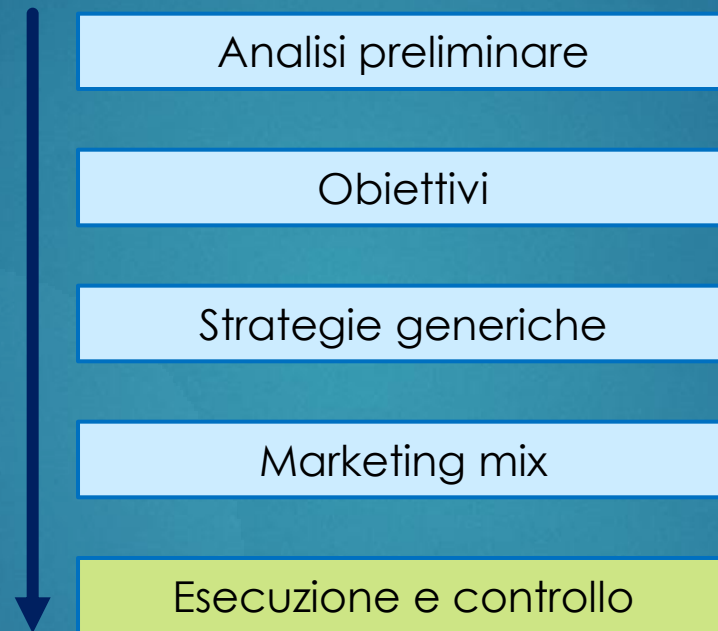 Analisi preliminare
Obiettivi
Strategie generiche
Marketing mix
Esecuzione e controllo